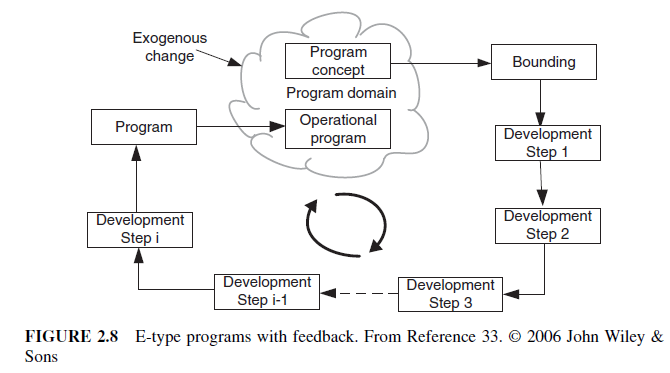 Exogenous
change
Program
concept
Program domain
Operational
program
Bounding
Program
Development
Step 1
Development
Step 2
Development
Step 3
Development
Step i-1
Development
Step i
FIGURE 2.8 E-type programs with feedback. From Reference 33. © 2006 John Wiley &
Sons